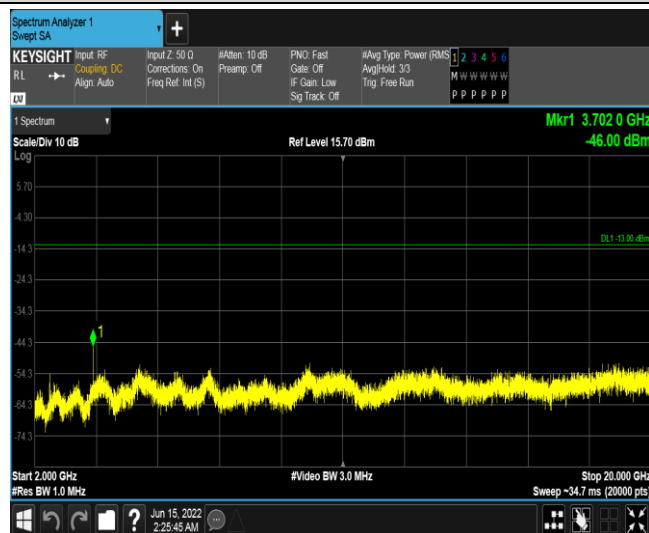 Spectrum Analyzer 1
Swept SA
+
KEYSIGHT Input: RF Input Z: 50 Ω #Atten: 10 dB PNO: Fast #Avg Type: Power (RMS 1 2 3 4 5 6
RL Coupling: DC Corrections: On Preamp: Off Gate: Off Avg|Hold: 3/3 M W W W W W
Align: Auto Freq Ref: Int (S) IF Gain: Low Trig: Free Run
Sig Track: Off P P P P P P
LXI
1 Spectrum Mkr1 3.702 0 GHz
Scale/Div 10 dB Ref Level 15.70 dBm -46.00 dBm
Log
5.70
-4.30
DL1 -13.00 dBm
-14.3
-24.3
-34.3
1
-44.3
-54.3
-64.3
-74.3
Start 2.000 GHz #Video BW 3.0 MHz Stop 20.000 GHz
#Res BW 1.0 MHz Sweep ~34.7 ms (20000 pts)
? Jun 15, 2022
2:25:45 AM